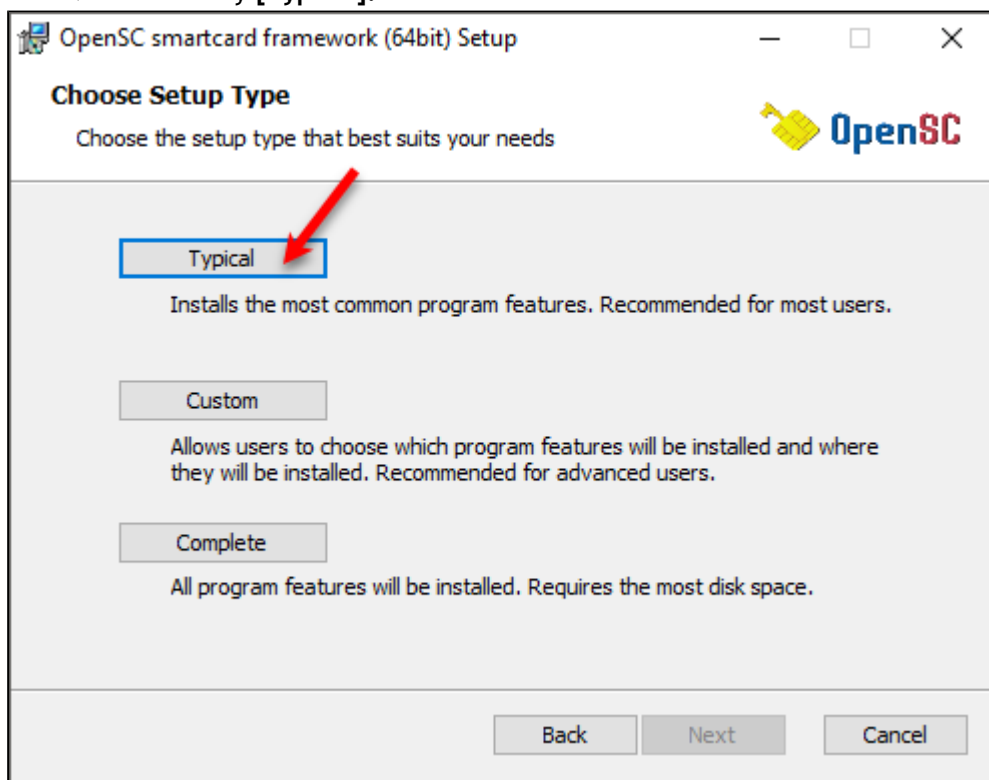 OpenSC smartcard framework (64bit) Setup
Choose Setup Type
Choose the setup type that best suits your needs
OpenSC
Typical
Installs the most common program features. Recommended for most users.
Custom
Allows users to choose which program features will be installed and where
they will be installed. Recommended for advanced users.
Complete
All program features will be installed. Requires the most disk space.
Back
Next
Cancel